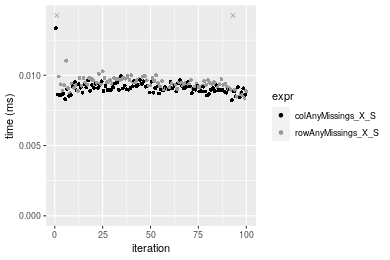 time (ms)
0.010
0.005
0.000
0
25
50
75
100
iteration
expr
colAnyMissings_X_S
rowAnyMissings_X_S